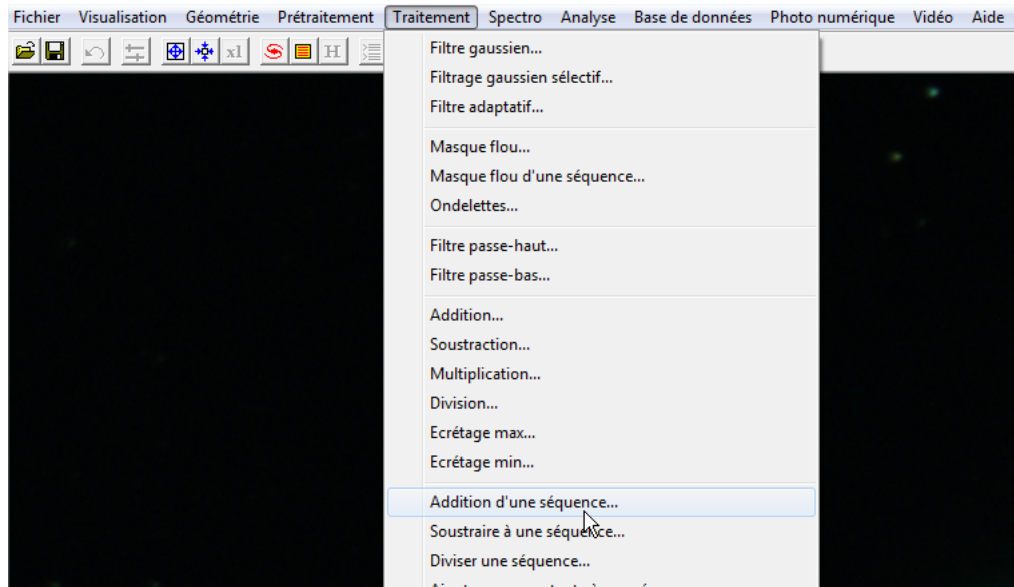 Fichier Visualisation Géométrie Prétraitement Traitement Spectro Analyse Base de données Photo numérique Vidéo Aide
x1 H
Filtre gaussien...
Filtrage gaussien sélectif...
Filtre adaptatif...
Masque flou...
Masque flou d'une séquence...
Ondelettes...
Filtre passe-haut...
Filtre passe-bas...
Addition...
Soustraction...
Multiplication...
Division...
Ecrétage max...
Ecrétage min...
Addition d'une séquence...
Soustraire à une séquence...
Diviser une séquence...